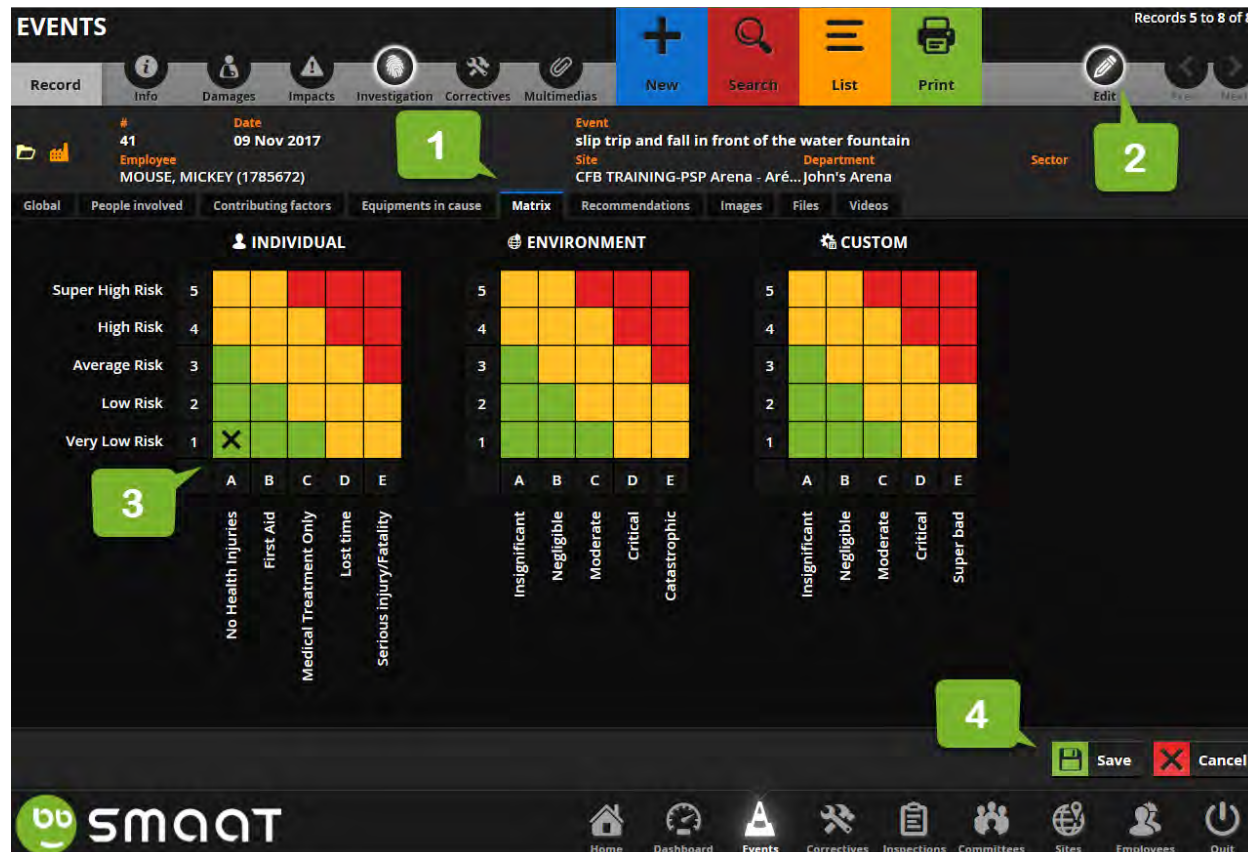 EVENTS
Records 5 to 8 of 8
Record
Info
Damages
Impacts
Investigation
Correctives
Multimedias
New
Search
List
Print
Edit
Prev
Next
1
2
# Date Event
41 09 Nov 2017 slip trip and fall in front of the water fountain
Employee Site Department Sector
MOUSE, MICKEY (1785672) CFB TRAINING-PSP Arena - Aré... John's Arena
Global People involved Contributing factors Equipments in cause Matrix Recommendations Images Files Videos
INDIVIDUAL ENVIRONMENT CUSTOM
Super High Risk 5 5 5
High Risk 4 4 4
Average Risk 3 3 3
Low Risk 2 2 2
Very Low Risk 1 1 1
3
A B C D E A B C D E A B C D E
No Health Injuries
First Aid
Medical Treatment Only
Lost time
Serious injury/Fatality
Insignificant
Negligible
Moderate
Critical
Catastrophic
Insignificant
Negligible
Moderate
Critical
Super bad
4
Save Cancel
SMAAT
Home Dashboard Events Correctives Inspections Committees Sites Employees Quit